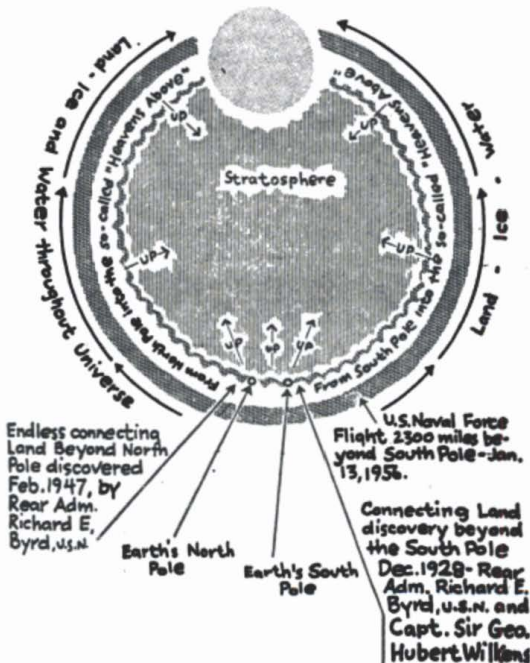 Land - Ice and Water throughout Universe
Land - Ice - Water
From North Pole into the so-called "Heavens Above"
From South Pole into the so-called "Heavens Above"
UP
UP
Stratosphere
UP
UP
UP
UP
UP
Endless connecting
Land Beyond North
Pole discovered
Feb. 1947, by
Rear Adm.
Richard E.
Byrd, U.S.N.
Earth's North
Pole
Earth's South
Pole
U.S. Naval Force
Flight 2300 miles be-
yond South Pole-Jan.
13, 1956.
Connecting Land
discovery beyond
the South Pole
Dec. 1928- Rear
Adm. Richard E.
Byrd, U.S.N. and
Capt. Sir Geo.
Hubert Wilkens